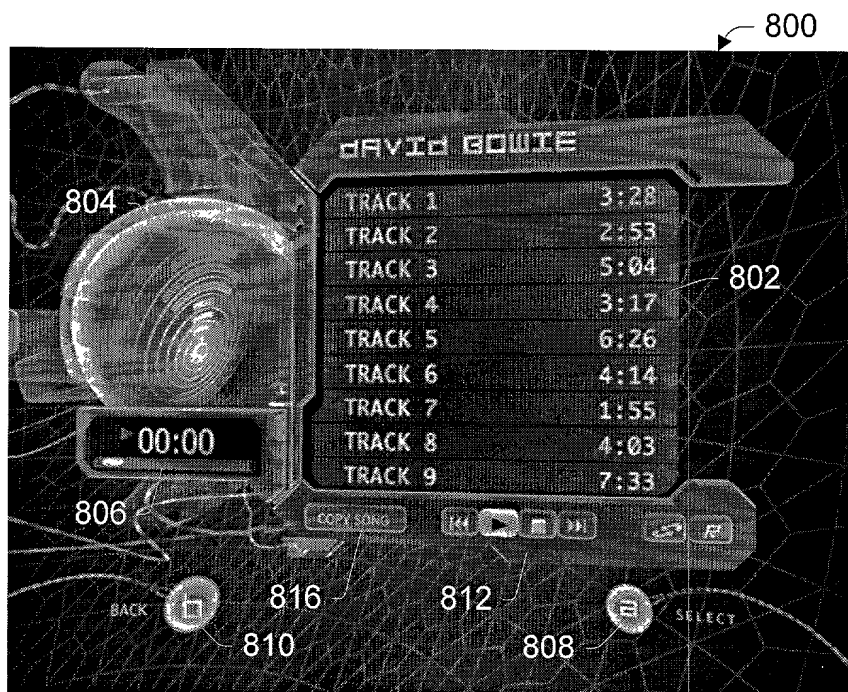 800
dAVId BOWIE
804
TRACK 1 3:28
TRACK 2 2:53
TRACK 3 5:04
802
TRACK 4 3:17
TRACK 5 6:26
TRACK 6 4:14
TRACK 7 1:55
00:00
TRACK 8 4:03
TRACK 9 7:33
806
COPY SONG
816
812
BACK
810
808
a
SELECT